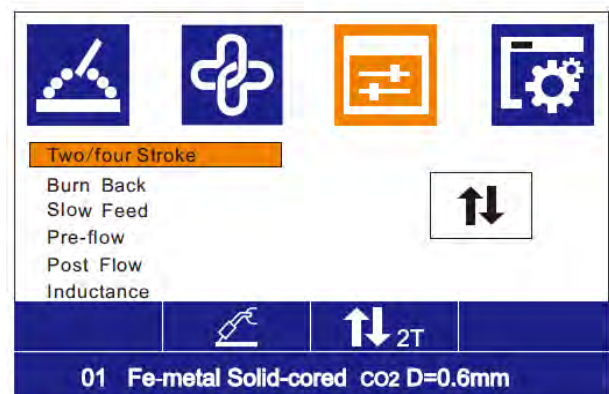 Two/four Stroke
Burn Back
Slow Feed
Pre-flow
Post Flow
Inductance
2T
01 Fe-metal Solid-cored CO2 D=0.6mm